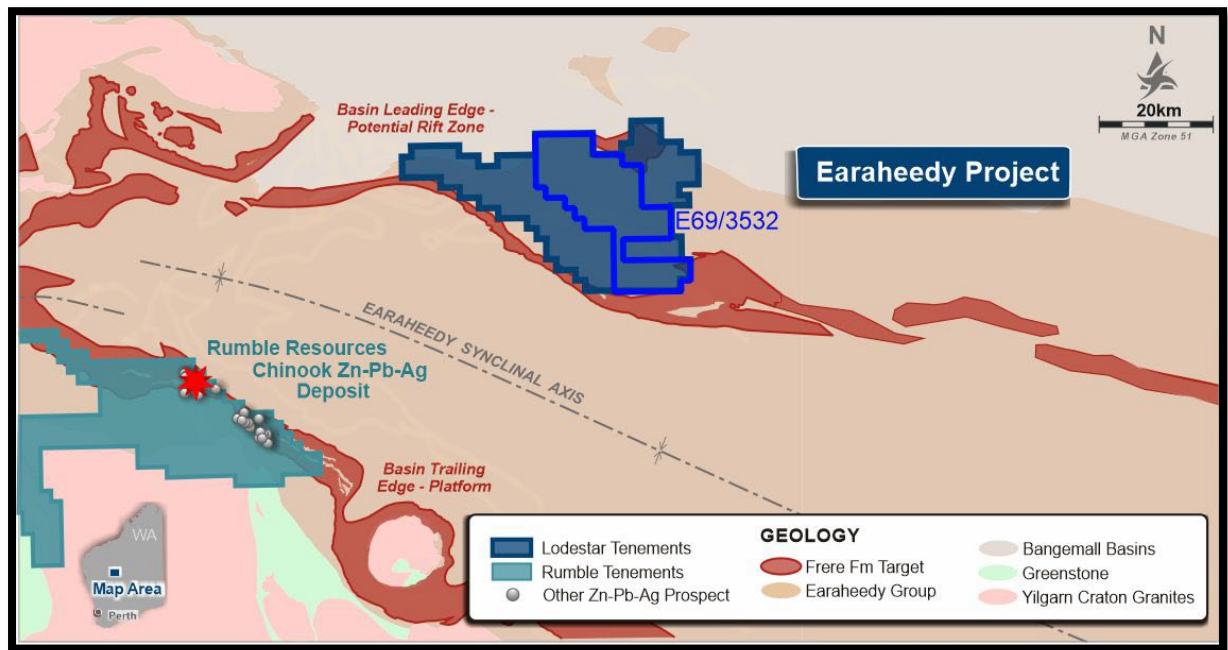 Basin Leading Edge -
Potential Rift Zone
N
20km
MGA Zone 51
Earaheedy Project
E69/3532
EARAHEEDY SYNCLINAL AXIS
Rumble Resources
Chinook Zn-Pb-Ag
Deposit
Basin Trailing
Edge - Platform
WA
Map Area
Perth
Lodestar Tenements
Rumble Tenements
Other Zn-Pb-Ag Prospect
GEOLOGY
Frere Fm Target
Earaheedy Group
Bangemall Basins
Greenstone
Yilgarn Craton Granites